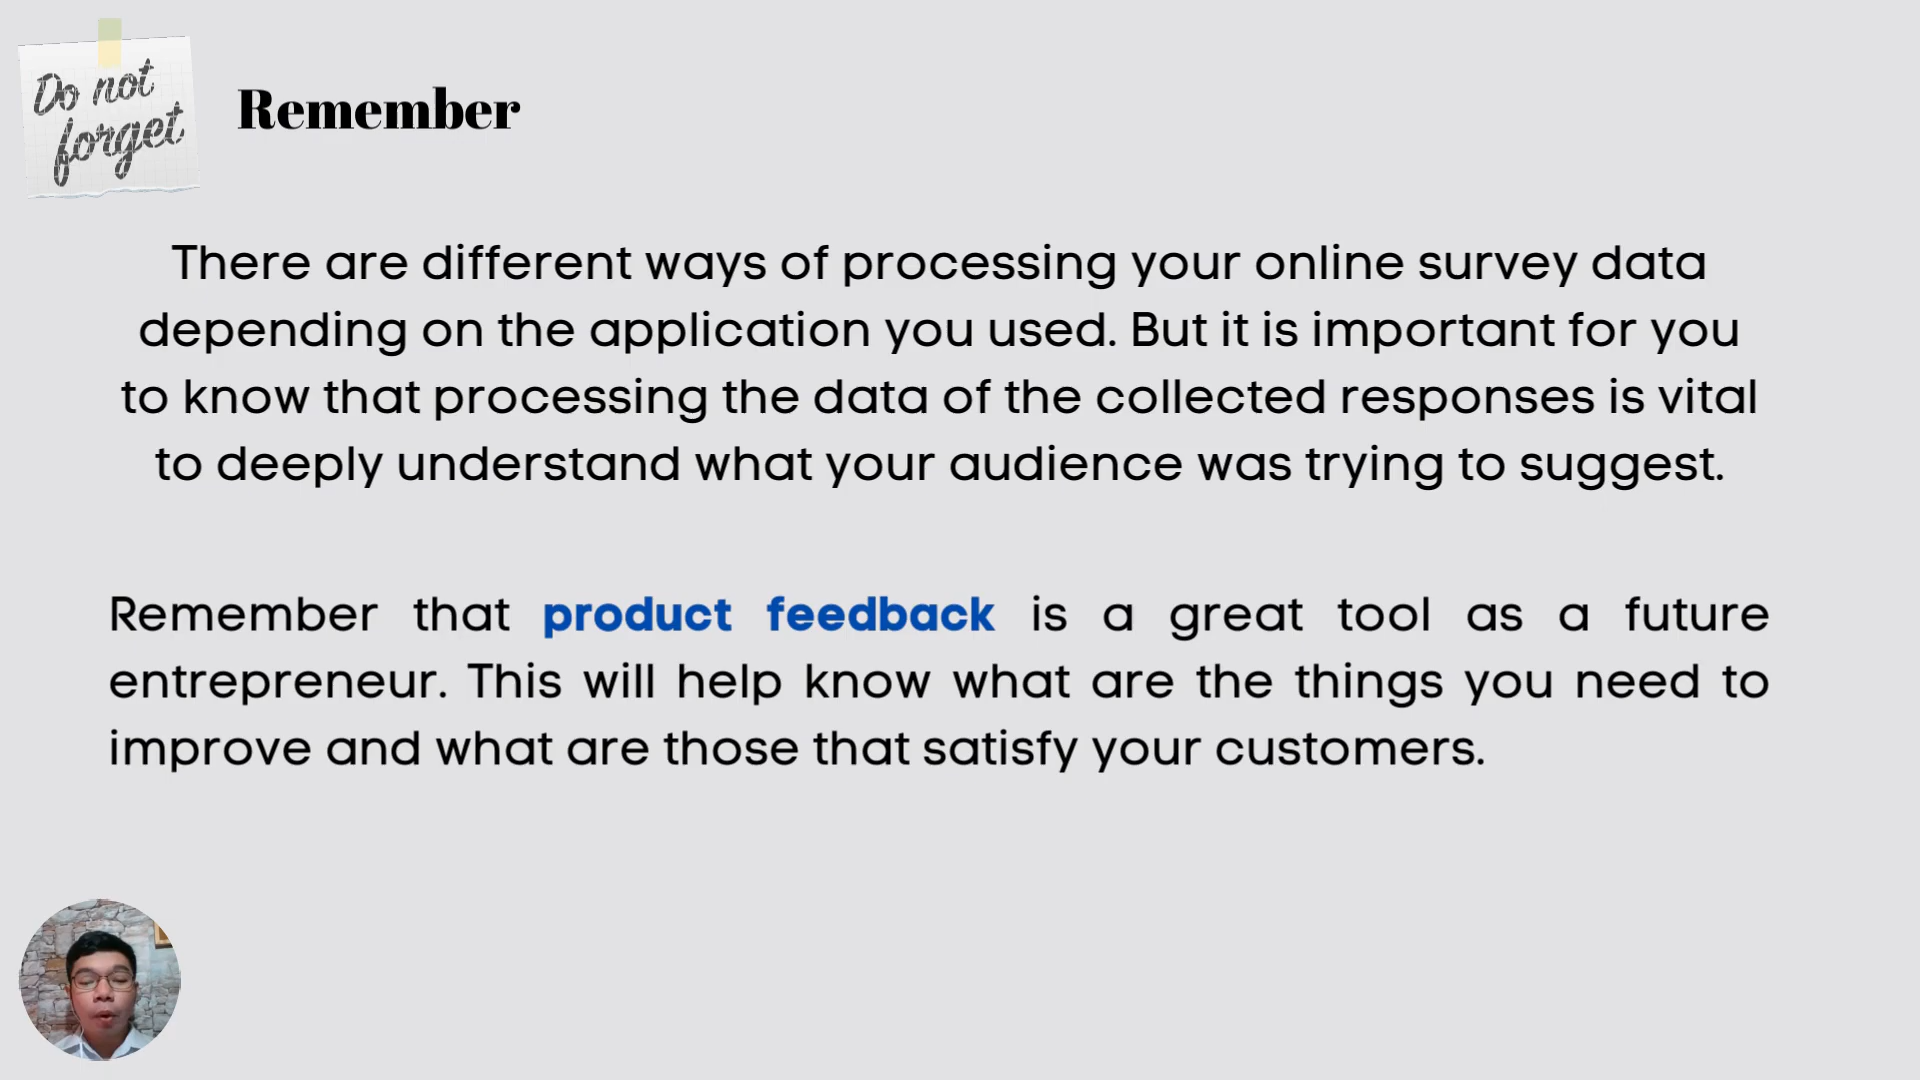 Do not
forget
Remember
There are different ways of processing your online survey data
depending on the application you used. But it is important for you
to know that processing the data of the collected responses is vital
to deeply understand what your audience was trying to suggest.
Remember that product feedback is a great tool as a future
entrepreneur. This will help know what are the things you need to
improve and what are those that satisfy your customers.